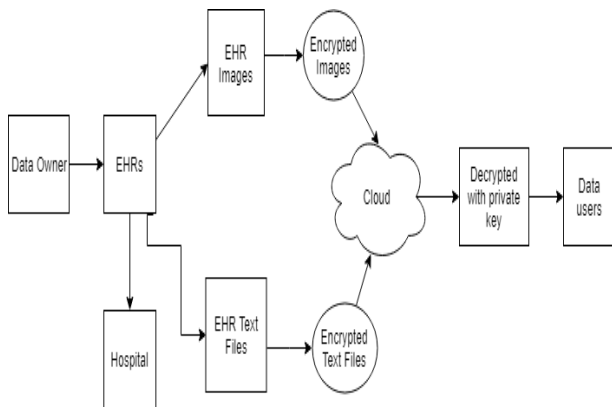 Data Owner
EHRs
EHR
Images
Encrypted
Images
Cloud
Decrypted
with private
key
Data
users
Hospital
EHR Text
Files
Encrypted
Text Files